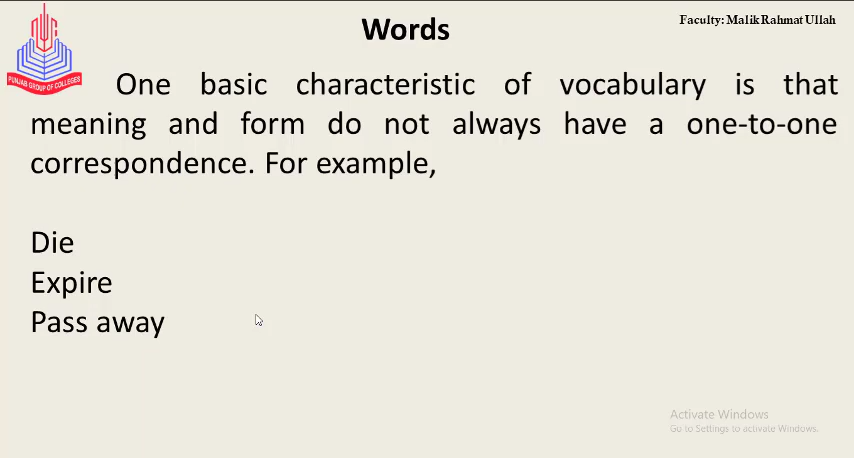 Words
Faculty: Malik Rahmat Ullah
PUNJAB GROUP OF COLLEGES
One basic characteristic of vocabulary is that
meaning and form do not always have a one-to-one
correspondence. For example,
Die
Expire
Pass away
Activate Windows
Go to Settings to activate Windows.